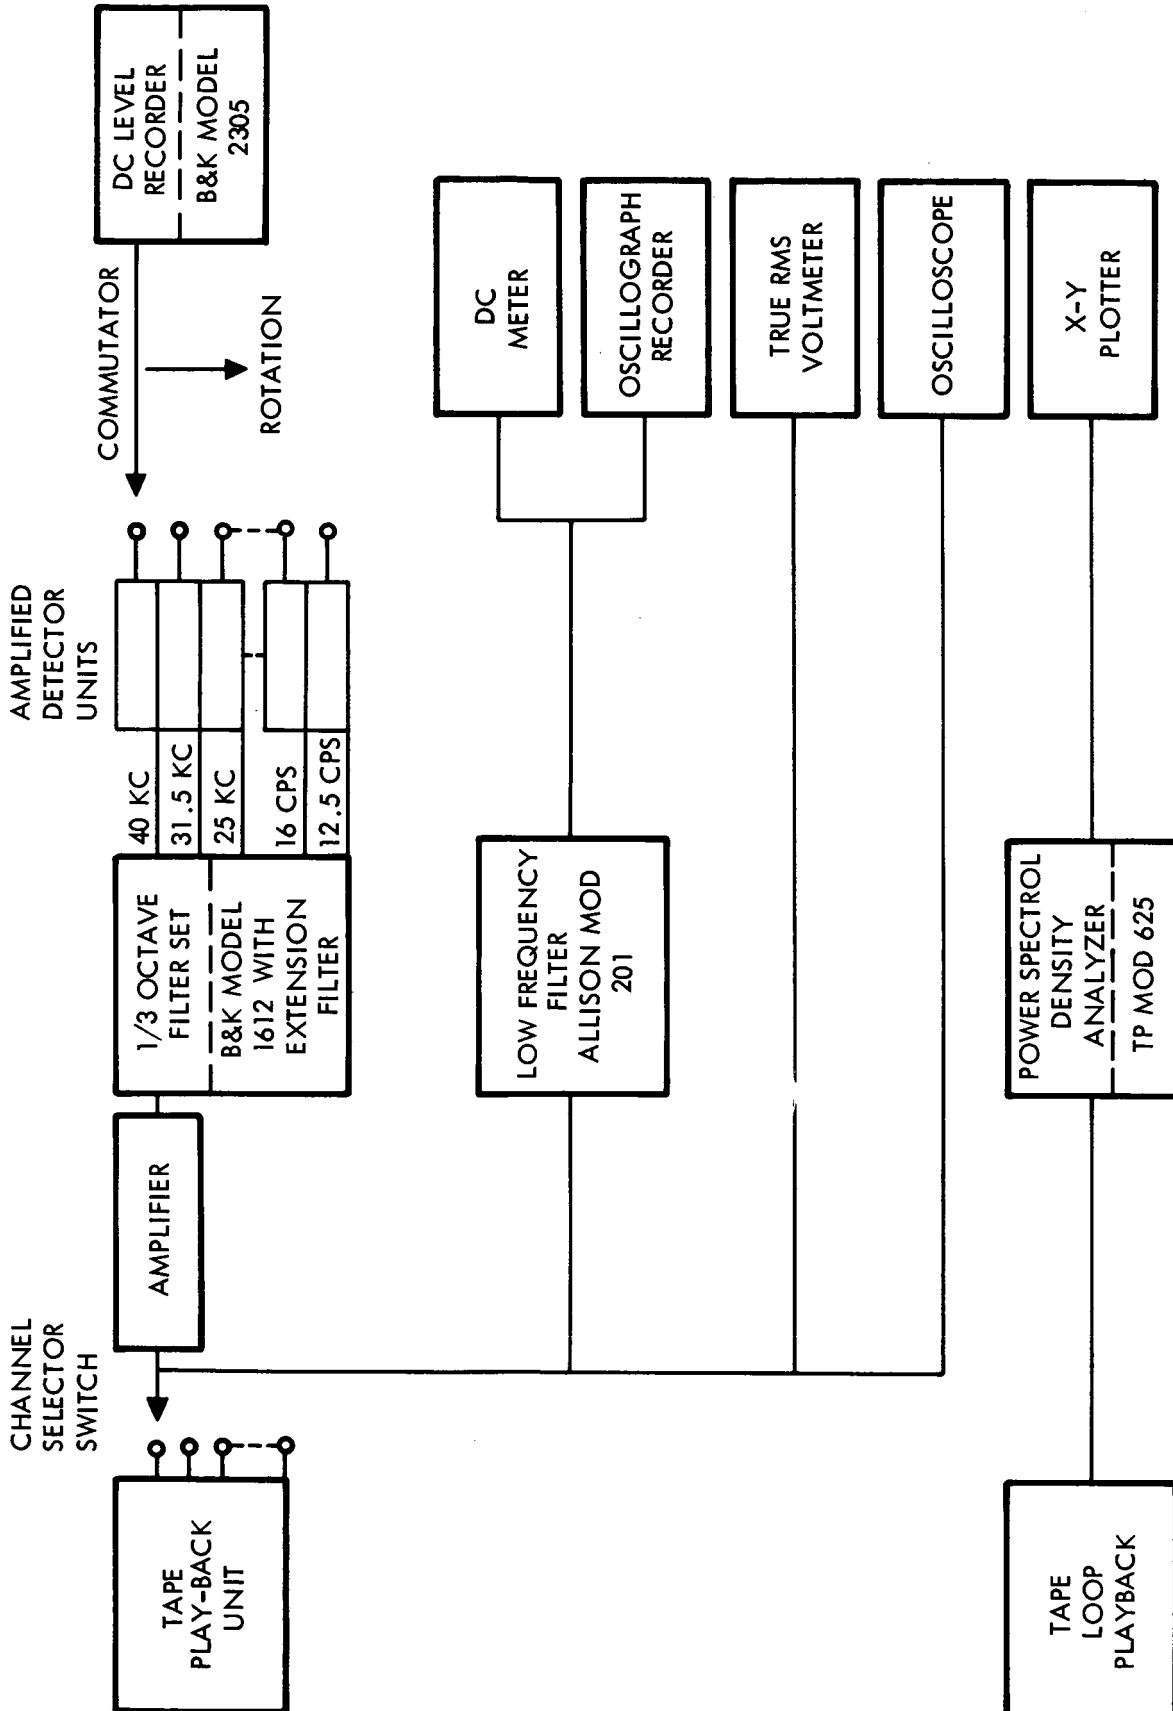 CHANNEL
SELECTOR
SWITCH
AMPLIFIED
DETECTOR
UNITS
TAPE
PLAY-BACK
UNIT
AMPLIFIER
1/3 OCTAVE
FILTER SET
B&K MODEL
1612 WITH
EXTENSION
FILTER
40 KC
31.5 KC
25 KC
16 CPS
12.5 CPS
COMMUTATOR
ROTATION
DC LEVEL
RECORDER
B&K MODEL
2305
LOW FREQUENCY
FILTER
ALLISON MOD
201
DC
METER
OSCILLOGRAPH
RECORDER
TRUE RMS
VOLTMETER
OSCILLOSCOPE
TAPE
LOOP
PLAYBACK
POWER SPECTROL
DENSITY
ANALYZER
TP MOD 625
X-Y
PLOTTER